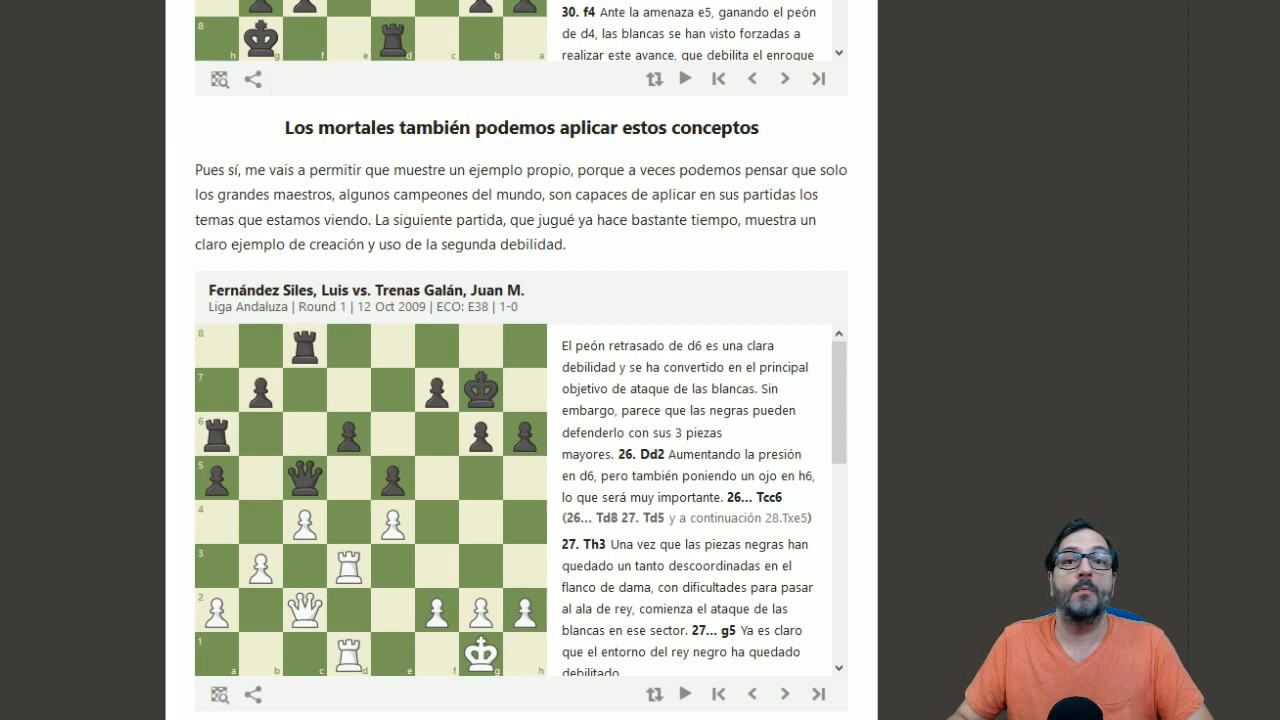 30. f4 Ante la amenaza e5, ganando el peón
de d4, las blancas se han visto forzadas a
realizar este avance, que debilita el enroque
8
h g f e d c b a
Los mortales también podemos aplicar estos conceptos
Pues sí, me vais a permitir que muestre un ejemplo propio, porque a veces podemos pensar que solo
los grandes maestros, algunos campeones del mundo, son capaces de aplicar en sus partidas los
temas que estamos viendo. La siguiente partida, que jugué ya hace bastante tiempo, muestra un
claro ejemplo de creación y uso de la segunda debilidad.
Fernández Siles, Luis vs. Trenas Galán, Juan M.
Liga Andaluza | Round 1 | 12 Oct 2009 | ECO: E38 | 1-0
8
7
6
5
4
3
2
1
a b c d e f g h
El peón retrasado de d6 es una clara
debilidad y se ha convertido en el principal
objetivo de ataque de las blancas. Sin
embargo, parece que las negras pueden
defenderlo con sus 3 piezas
mayores. 26. Dd2 Aumentando la presión
en d6, pero también poniendo un ojo en h6,
lo que será muy importante. 26... Tcc6
(26... Td8 27. Td5 y a continuación 28.Txe5)
27. Th3 Una vez que las piezas negras han
quedado un tanto descoordinadas en el
flanco de dama, con dificultades para pasar
al ala de rey, comienza el ataque de las
blancas en ese sector. 27... g5 Ya es claro
que el entorno del rey negro ha quedado
debilitado